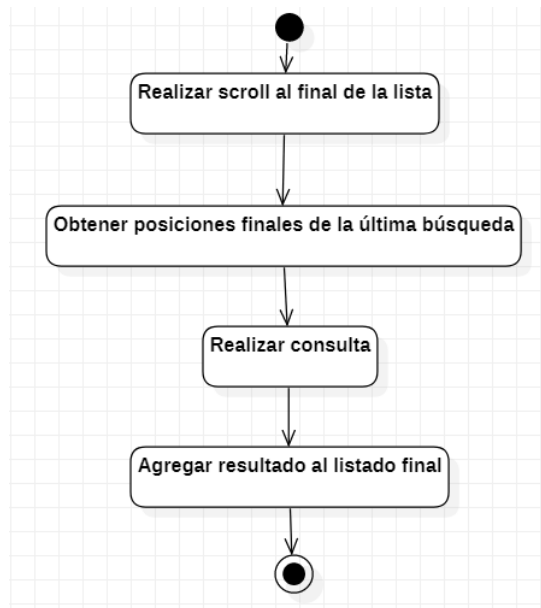 Realizar scroll al final de la lista
Obtener posiciones finales de la última búsqueda
Realizar consulta
Agregar resultado al listado final